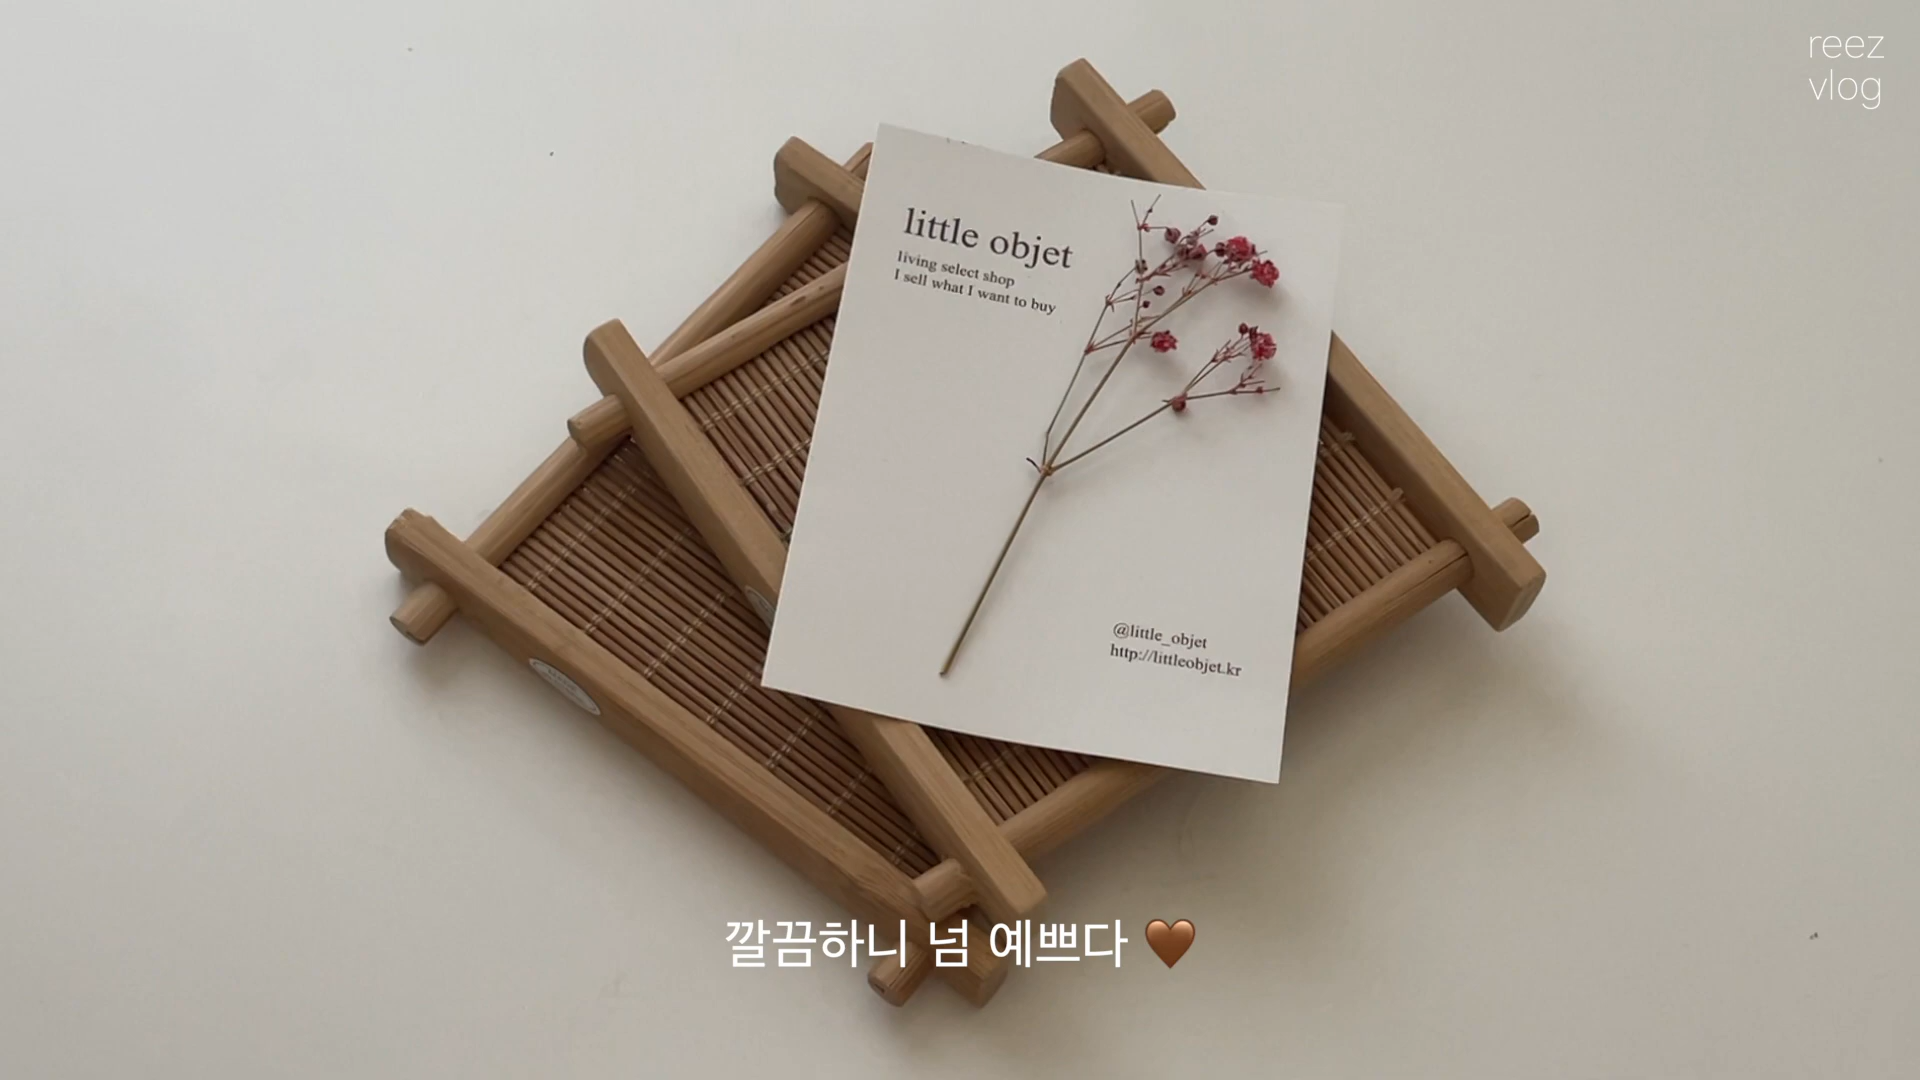 reez
vlog
little objet
living select shop
I sell what I want to buy
@little_objet
http://littleobjet.kr
깔끔하니 넘 예쁘다 🤎